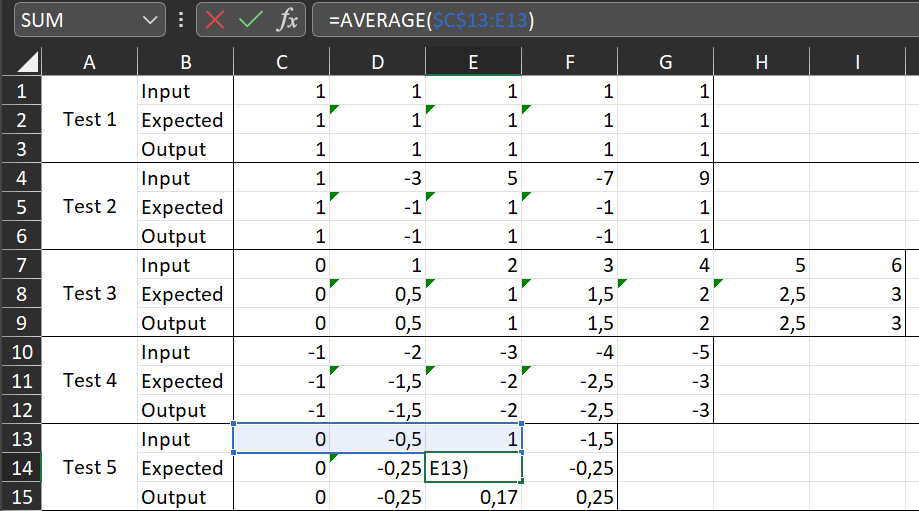 SUM fx =AVERAGE($C$13:E13)
A B C D E F G H I
1 Input 1 1 1 1 1
2 Test 1 Expected 1 1 1 1 1
3 Output 1 1 1 1 1
4 Input 1 -3 5 -7 9
5 Test 2 Expected 1 -1 1 -1 1
6 Output 1 -1 1 -1 1
7 Input 0 1 2 3 4 5 6
8 Test 3 Expected 0 0,5 1 1,5 2 2,5 3
9 Output 0 0,5 1 1,5 2 2,5 3
10 Input -1 -2 -3 -4 -5
11 Test 4 Expected -1 -1,5 -2 -2,5 -3
12 Output -1 -1,5 -2 -2,5 -3
13 Input 0 -0,5 1 -1,5
14 Test 5 Expected 0 -0,25 E13) -0,25
15 Output 0 -0,25 0,17 0,25